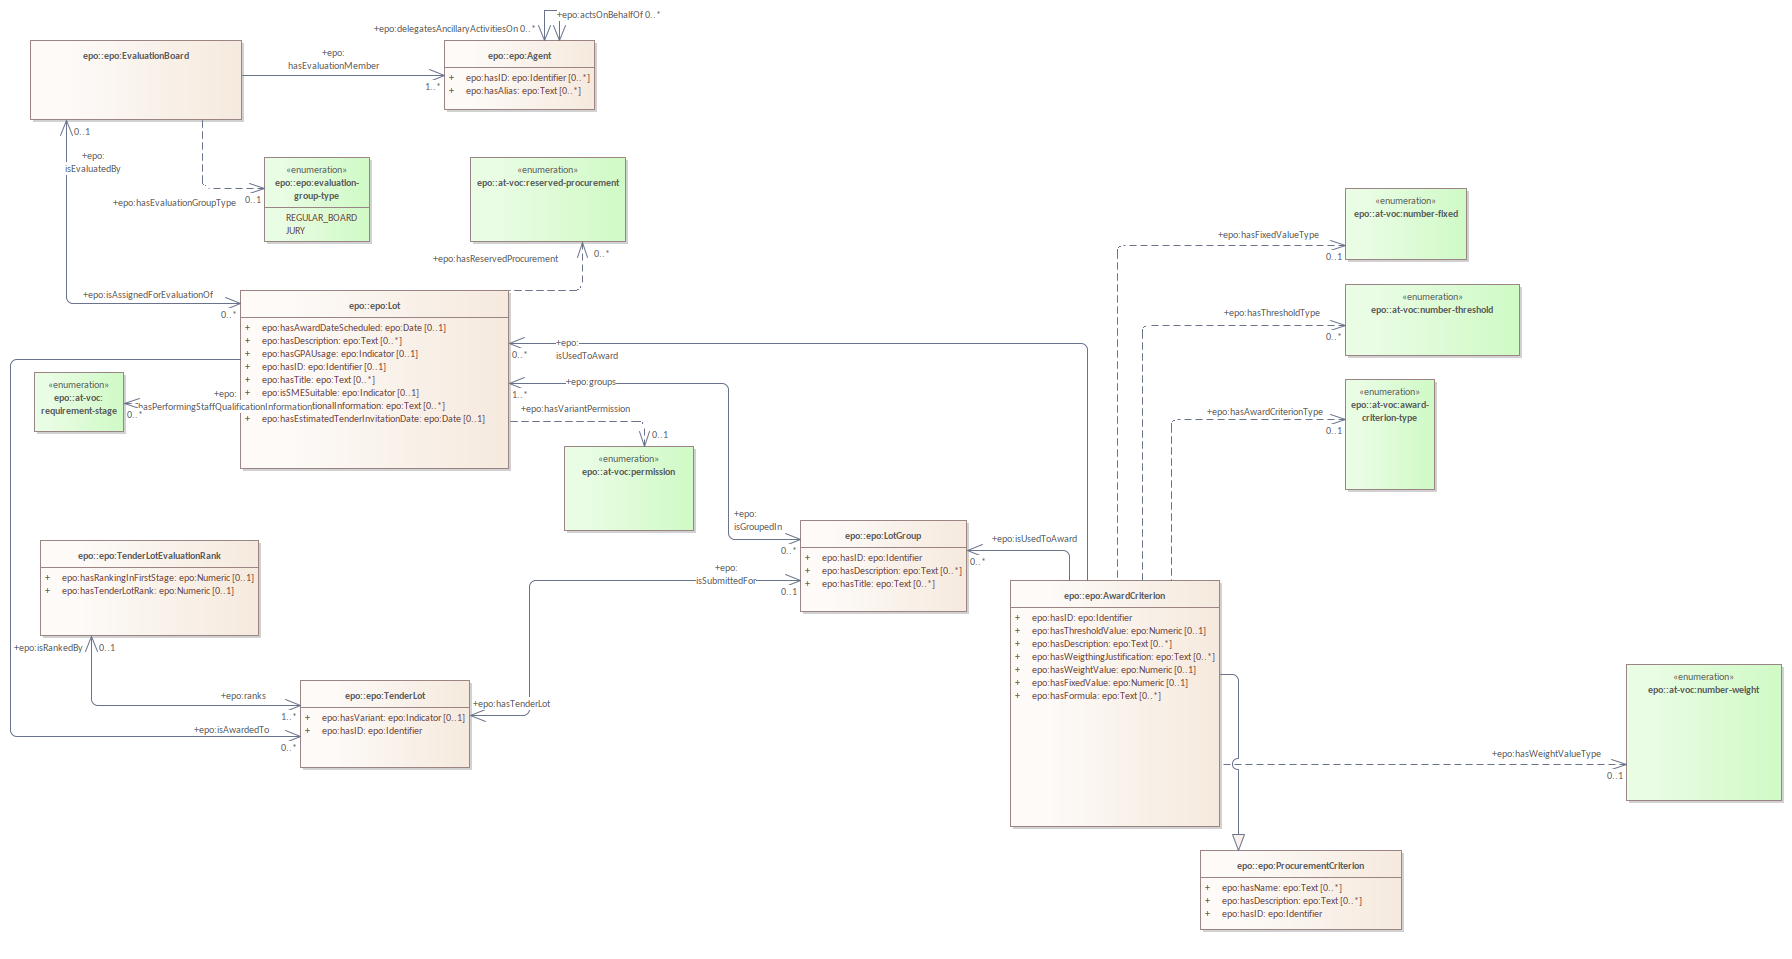 +epo:actsOnBehalfOf 0..*
+epo:delegatesAncillaryActivitiesOn 0..*
epo::epo:EvaluationBoard
+epo:
hasEvaluationMember
1..*
epo::epo:Agent
+ epo:hasID: epo:Identifier [0..*]
+ epo:hasAlias: epo:Text [0..*]
0..1
+epo:
isEvaluatedBy
+epo:hasEvaluationGroupType
0..1
«enumeration»
epo::epo:evaluation-
group-type
REGULAR_BOARD
JURY
«enumeration»
epo::at-voc:reserved-procurement
+epo:hasReservedProcurement
0..*
«enumeration»
epo::at-voc:number-fixed
+epo:hasFixedValueType
0..1
+epo:isAssignedForEvaluationOf
0..*
epo::epo:Lot
+ epo:hasAwardDateScheduled: epo:Date [0..1]
+ epo:hasDescription: epo:Text [0..*]
+ epo:hasGPAUsage: epo:Indicator [0..1]
+ epo:hasID: epo:Identifier [0..1]
+ epo:hasTitle: epo:Text [0..*]
+ epo:isSMESuitable: epo:Indicator [0..1]
ionalInformation: epo:Text [0..*]
+ epo:hasEstimatedTenderInvitationDate: epo:Date [0..1]
«enumeration»
epo::at-voc:number-threshold
+epo:hasThresholdType
0..*
+epo:
isUsedToAward
0..*
+epo:groups
1..*
«enumeration»
epo::at-voc:
requirement-stage
+epo:
hasPerformingStaffQualificationInformation
0..*
+epo:hasVariantPermission
0..1
«enumeration»
epo::at-voc:permission
«enumeration»
epo::at-voc:award-
criterion-type
+epo:hasAwardCriterionType
0..1
+epo:
isGroupedIn
0..*
epo::epo:LotGroup
+ epo:hasID: epo:Identifier
+ epo:hasDescription: epo:Text [0..*]
+ epo:hasTitle: epo:Text [0..*]
+epo:isUsedToAward
0..*
epo::epo:TenderLotEvaluationRank
+ epo:hasRankingInFirstStage: epo:Numeric [0..1]
+ epo:hasTenderLotRank: epo:Numeric [0..1]
+epo:
isSubmittedFor
0..1
epo::epo:AwardCriterion
+ epo:hasID: epo:Identifier
+ epo:hasThresholdValue: epo:Numeric [0..1]
+ epo:hasDescription: epo:Text [0..*]
+ epo:hasWeigthingJustification: epo:Text [0..*]
+ epo:hasWeightValue: epo:Numeric [0..1]
+ epo:hasFixedValue: epo:Numeric [0..1]
+ epo:hasFormula: epo:Text [0..*]
+epo:isRankedBy
0..1
+epo:ranks
1..*
+epo:isAwardedTo
0..*
epo::epo:TenderLot
+ epo:hasVariant: epo:Indicator [0..1]
+ epo:hasID: epo:Identifier
+epo:hasTenderLot
«enumeration»
epo::at-voc:number-weight
+epo:hasWeightValueType
0..1
epo::epo:ProcurementCriterion
+ epo:hasName: epo:Text [0..*]
+ epo:hasDescription: epo:Text [0..*]
+ epo:hasID: epo:Identifier